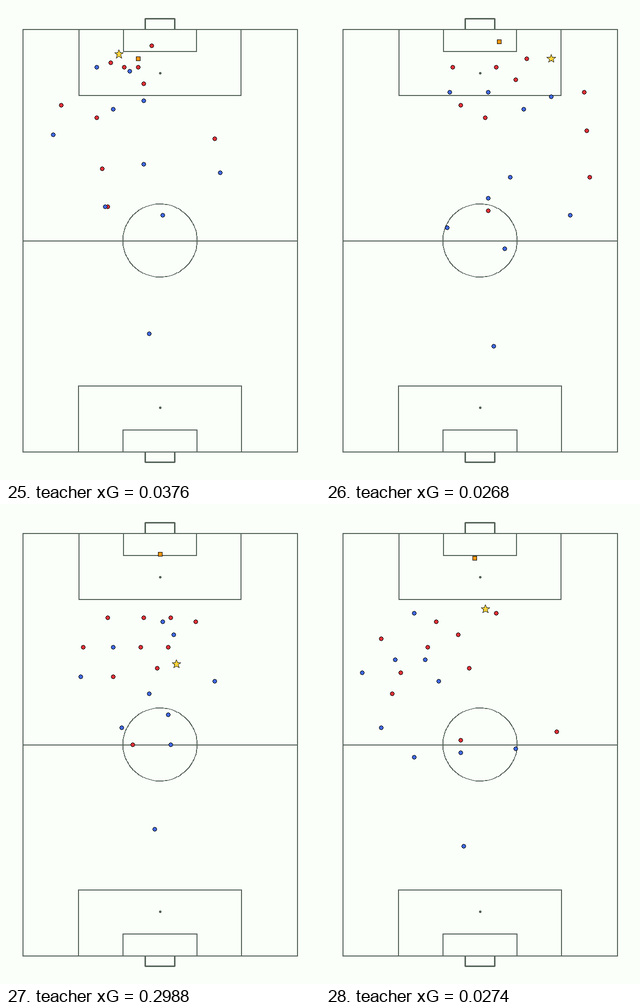 25. teacher xG = 0.0376
26. teacher xG = 0.0268
27. teacher xG = 0.2988
28. teacher xG = 0.0274